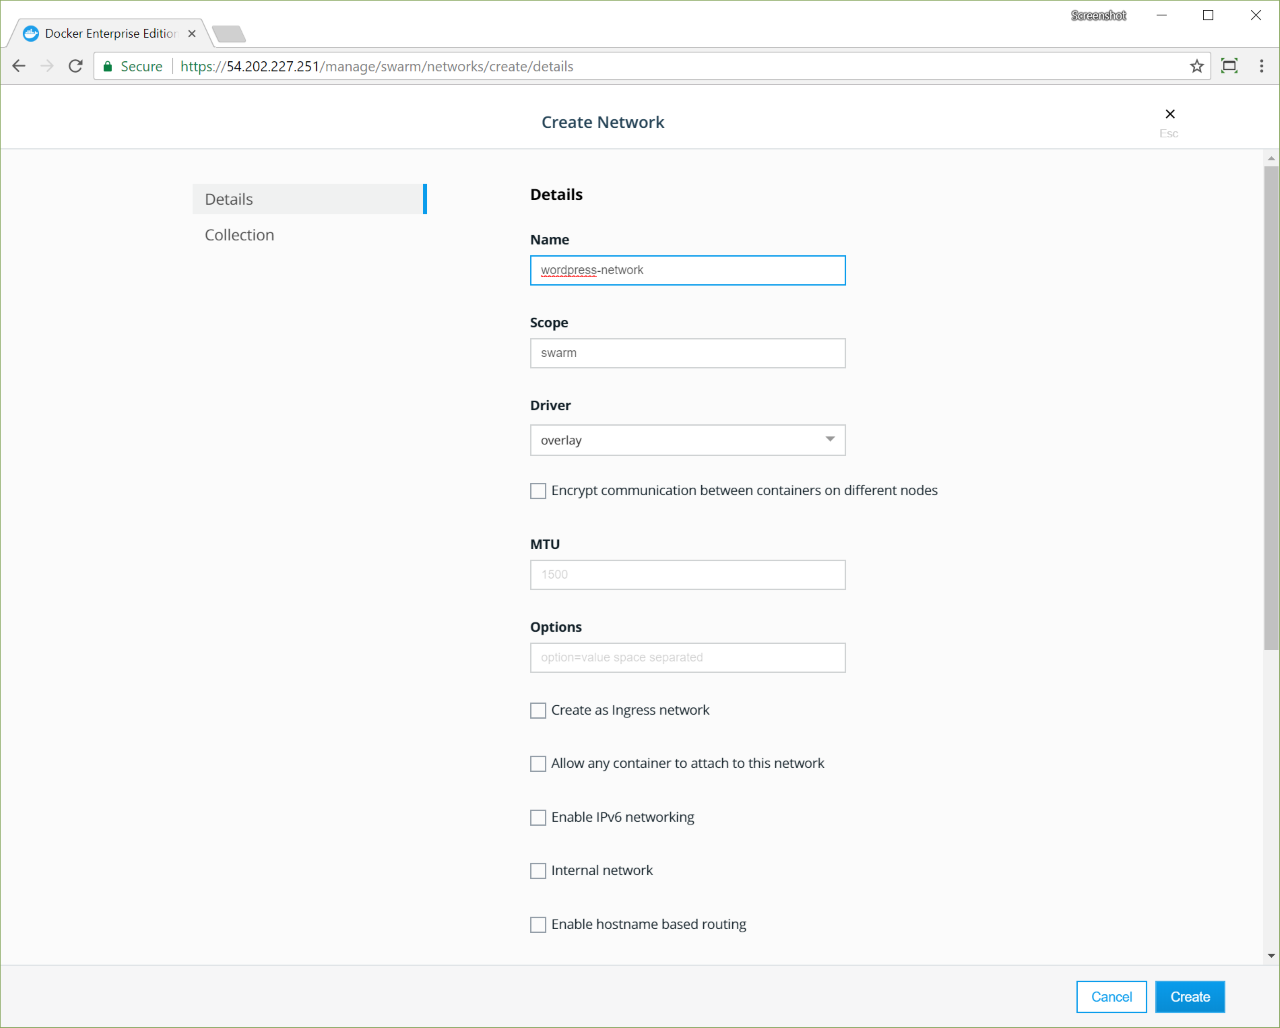 Screenshot
Docker Enterprise Edition
Secure https://54.202.227.251/manage/swarm/networks/create/details
Create Network
Esc
Details
Collection
Details
Name
wordpress-network
Scope
swarm
Driver
overlay
Encrypt communication between containers on different nodes
MTU
1500
Options
option=value space separated
Create as Ingress network
Allow any container to attach to this network
Enable IPv6 networking
Internal network
Enable hostname based routing
Cancel
Create